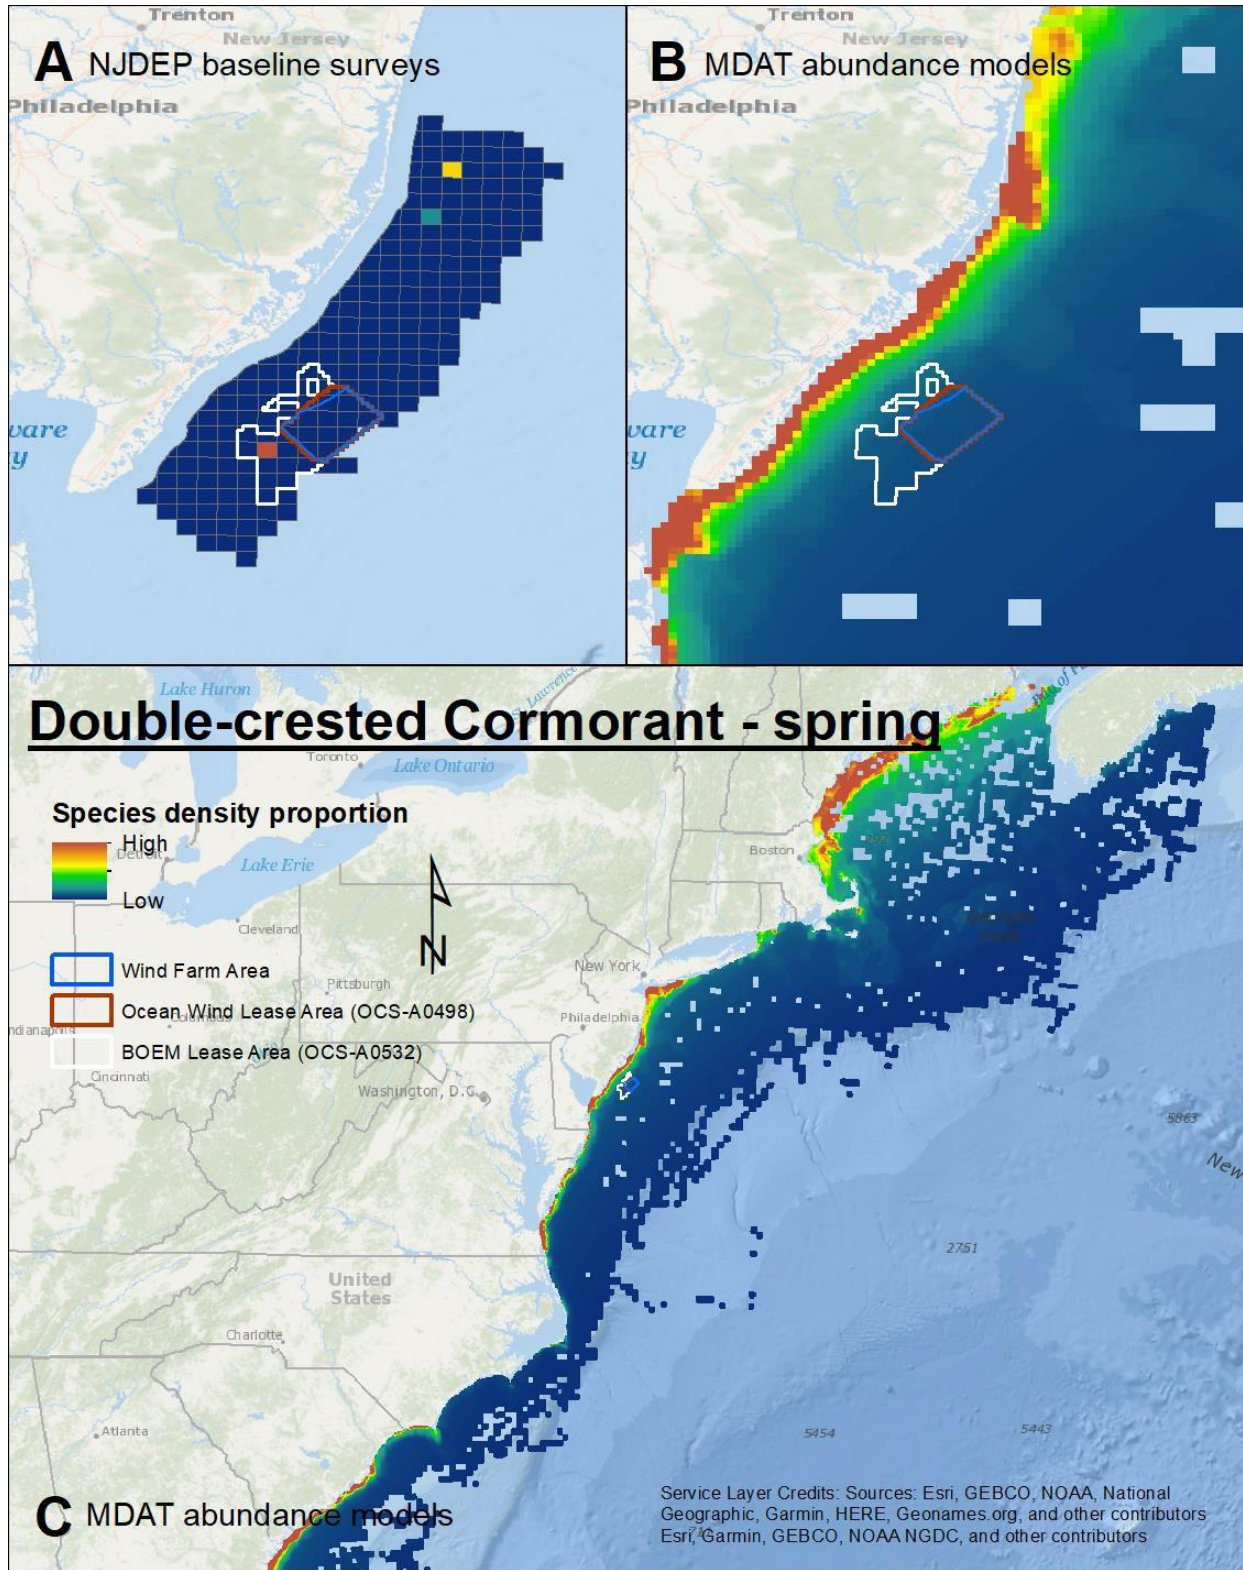 Trenton
New Jersey
A NJDEP baseline surveys
Philadelphia
ware
y
Trenton
New Jersey
B MDAT abundance models
Philadelphia
ware
y
Lake Huron
St. Lawrence
Double-crested Cormorant - spring
Toronto
Lake Ontario
Species density proportion
High
Detroit
Low
Lake Erie
Boston
Cleveland
N
New York
Wind Farm Area
Pittsburgh
Ocean Wind Lease Area (OCS-A0498)
Philadelphia
ndianapolis
BOEM Lease Area (OCS-A0532)
Cincinnati
Washington, D.C.
5863
New
2751
United
States
Charlotte
Atlanta
5454
5443
C MDAT abundance models
Service Layer Credits: Sources: Esri, GEBCO, NOAA, National
Geographic, Garmin, HERE, Geonames.org, and other contributors
Esri, Garmin, GEBCO, NOAA NGDC, and other contributors